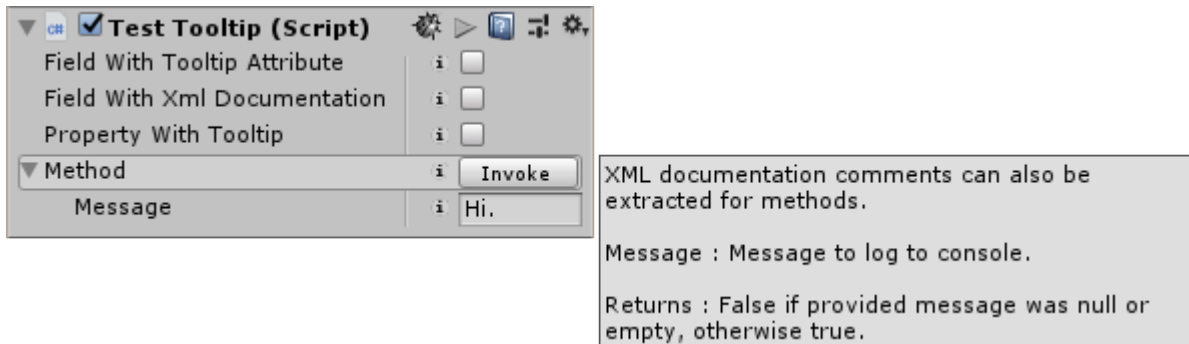 Test Tooltip (Script)
Field With Tooltip Attribute
Field With Xml Documentation
Property With Tooltip
Method
Invoke
Message
Hi.
XML documentation comments can also be
extracted for methods.
Message : Message to log to console.
Returns : False if provided message was null or
empty, otherwise true.